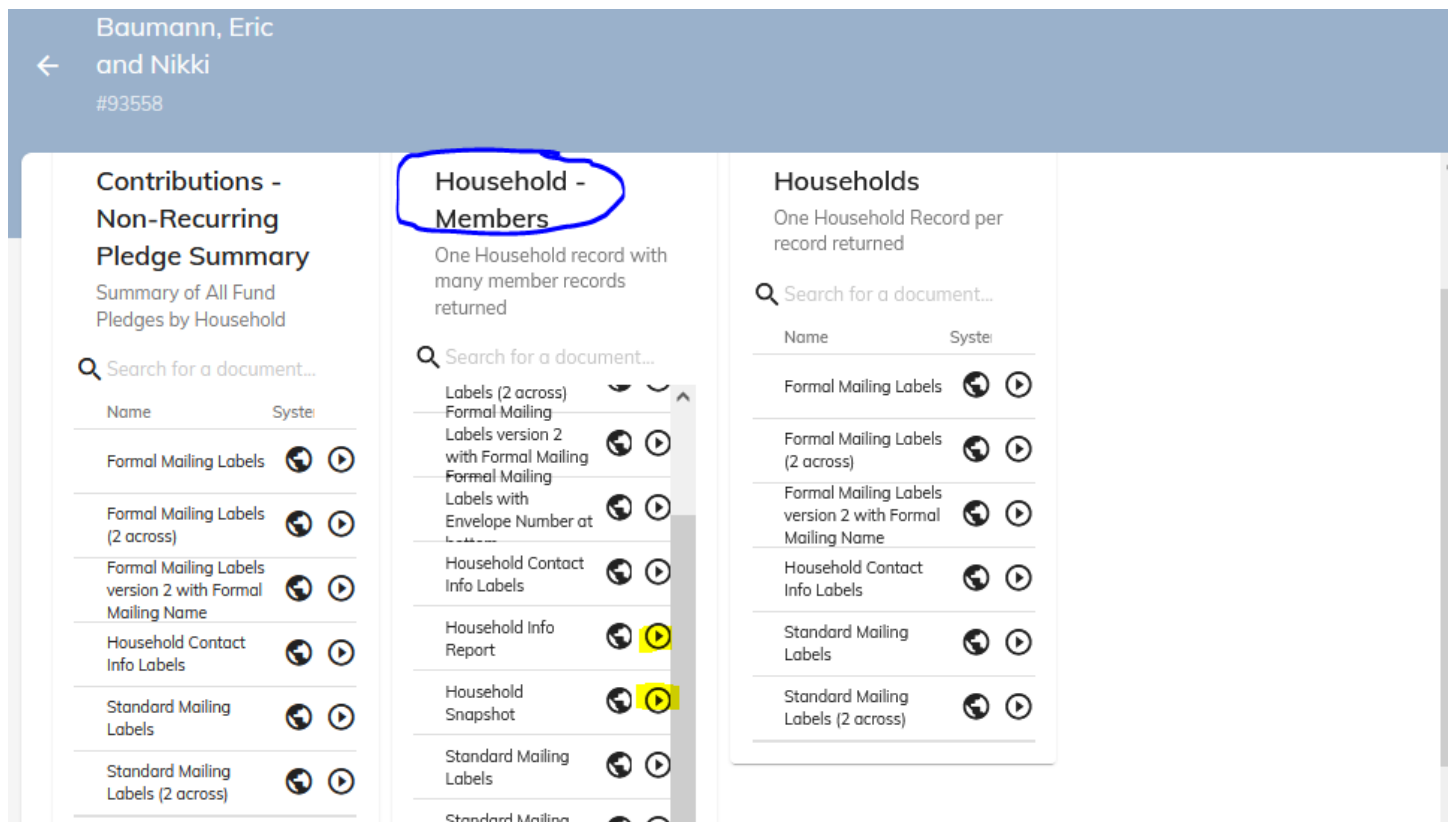 Baumann, Eric
and Nikki
#93558
Contributions -
Non-Recurring
Pledge Summary
Summary of All Fund
Pledges by Household
Search for a document...
Name Syste
Formal Mailing Labels
Formal Mailing Labels
(2 across)
Formal Mailing Labels
version 2 with Formal
Mailing Name
Household Contact
Info Labels
Standard Mailing
Labels
Standard Mailing
Labels (2 across)
Household -
Members
One Household record with
many member records
returned
Search for a document...
Labels (2 across)
Formal Mailing
Labels version 2
with Formal Mailing
Formal Mailing
Labels with
Envelope Number at
bottom
Household Contact
Info Labels
Household Info
Report
Household
Snapshot
Standard Mailing
Labels
Standard Mailing
Households
One Household Record per
record returned
Search for a document...
Name Syste
Formal Mailing Labels
Formal Mailing Labels
(2 across)
Formal Mailing Labels
version 2 with Formal
Mailing Name
Household Contact
Info Labels
Standard Mailing
Labels
Standard Mailing
Labels (2 across)